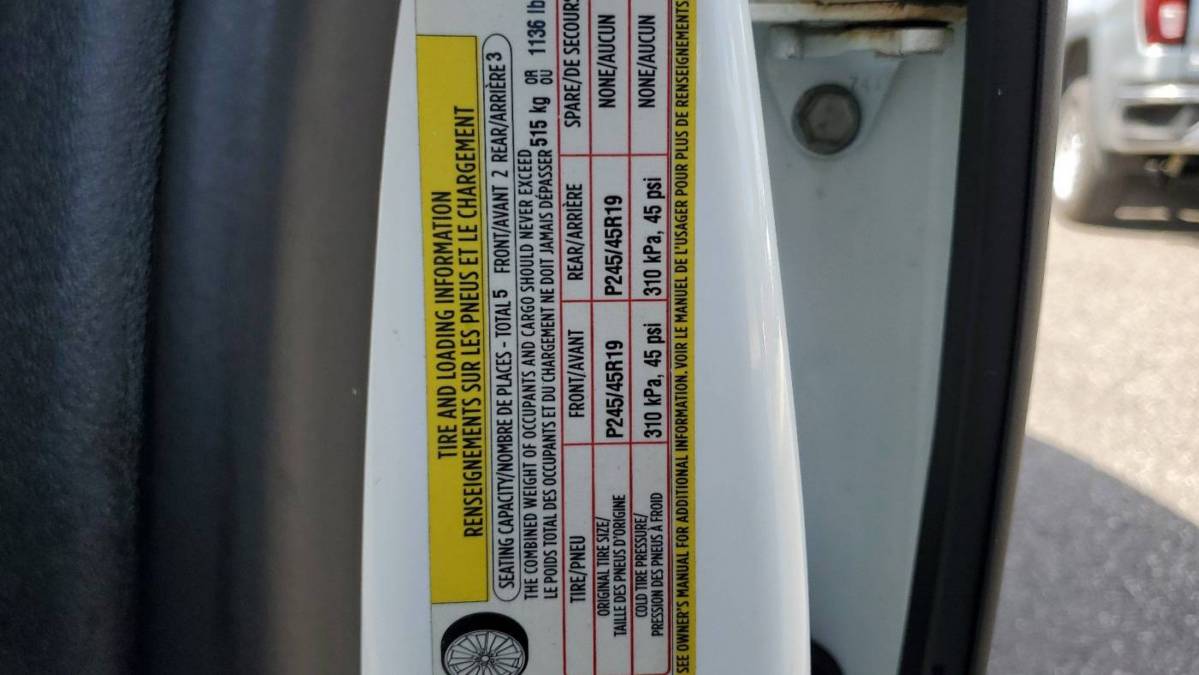 TIRE AND LOADING INFORMATION
RENSEIGNEMENTS SUR LES PNEUS ET LE CHARGEMENT
SEATING CAPACITY/NOMBRE DE PLACES - TOTAL 5 FRONT/AVANT 2 REAR/ARRIÈRE 3
THE COMBINED WEIGHT OF OCCUPANTS AND CARGO SHOULD NEVER EXCEED
LE POIDS TOTAL DES OCCUPANTS ET DU CHARGEMENT NE DOIT JAMAIS DÉPASSER 515 kg OR OU 1136 lb
TIRE/PNEU FRONT/AVANT REAR/ARRIÈRE SPARE/DE SECOURS
ORIGINAL TIRE SIZE/
TAILLE DES PNEUS D'ORIGINE P245/45R19 P245/45R19 NONE/AUCUN
COLD TIRE PRESSURE/
PRESSION DES PNEUS À FROID 310 kPa, 45 psi 310 kPa, 45 psi NONE/AUCUN
SEE OWNER'S MANUAL FOR ADDITIONAL INFORMATION. VOIR LE MANUEL DE L'USAGER POUR PLUS DE RENSEIGNEMENTS